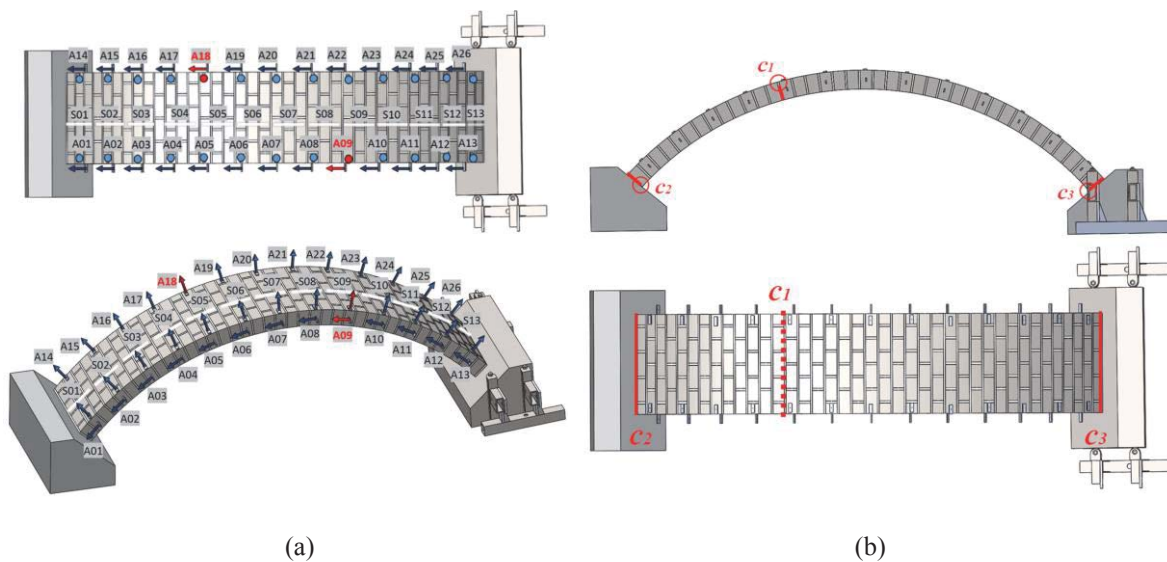 A14 A15 A16 A17 A18 A19 A20 A21 A22 A23 A24 A25 A26
S01 S02 S03 S04 S05 S06 S07 S08 S09 S10 S11 S12 S13
A01 A02 A03 A04 A05 A06 A07 A08 A09 A10 A11 A12 A13
A14 A15 A16 A17 A18 A19 A20 A21 A22 A23 A24 A25 A26
S01 S02 S03 S04 S05 S06 S07 S08 S09 S10 S11 S12 S13
A01 A02 A03 A04 A05 A06 A07 A08 A09 A10 A11 A12 A13
(a)
c1
c2 c3
c1
c2 c3
(b)